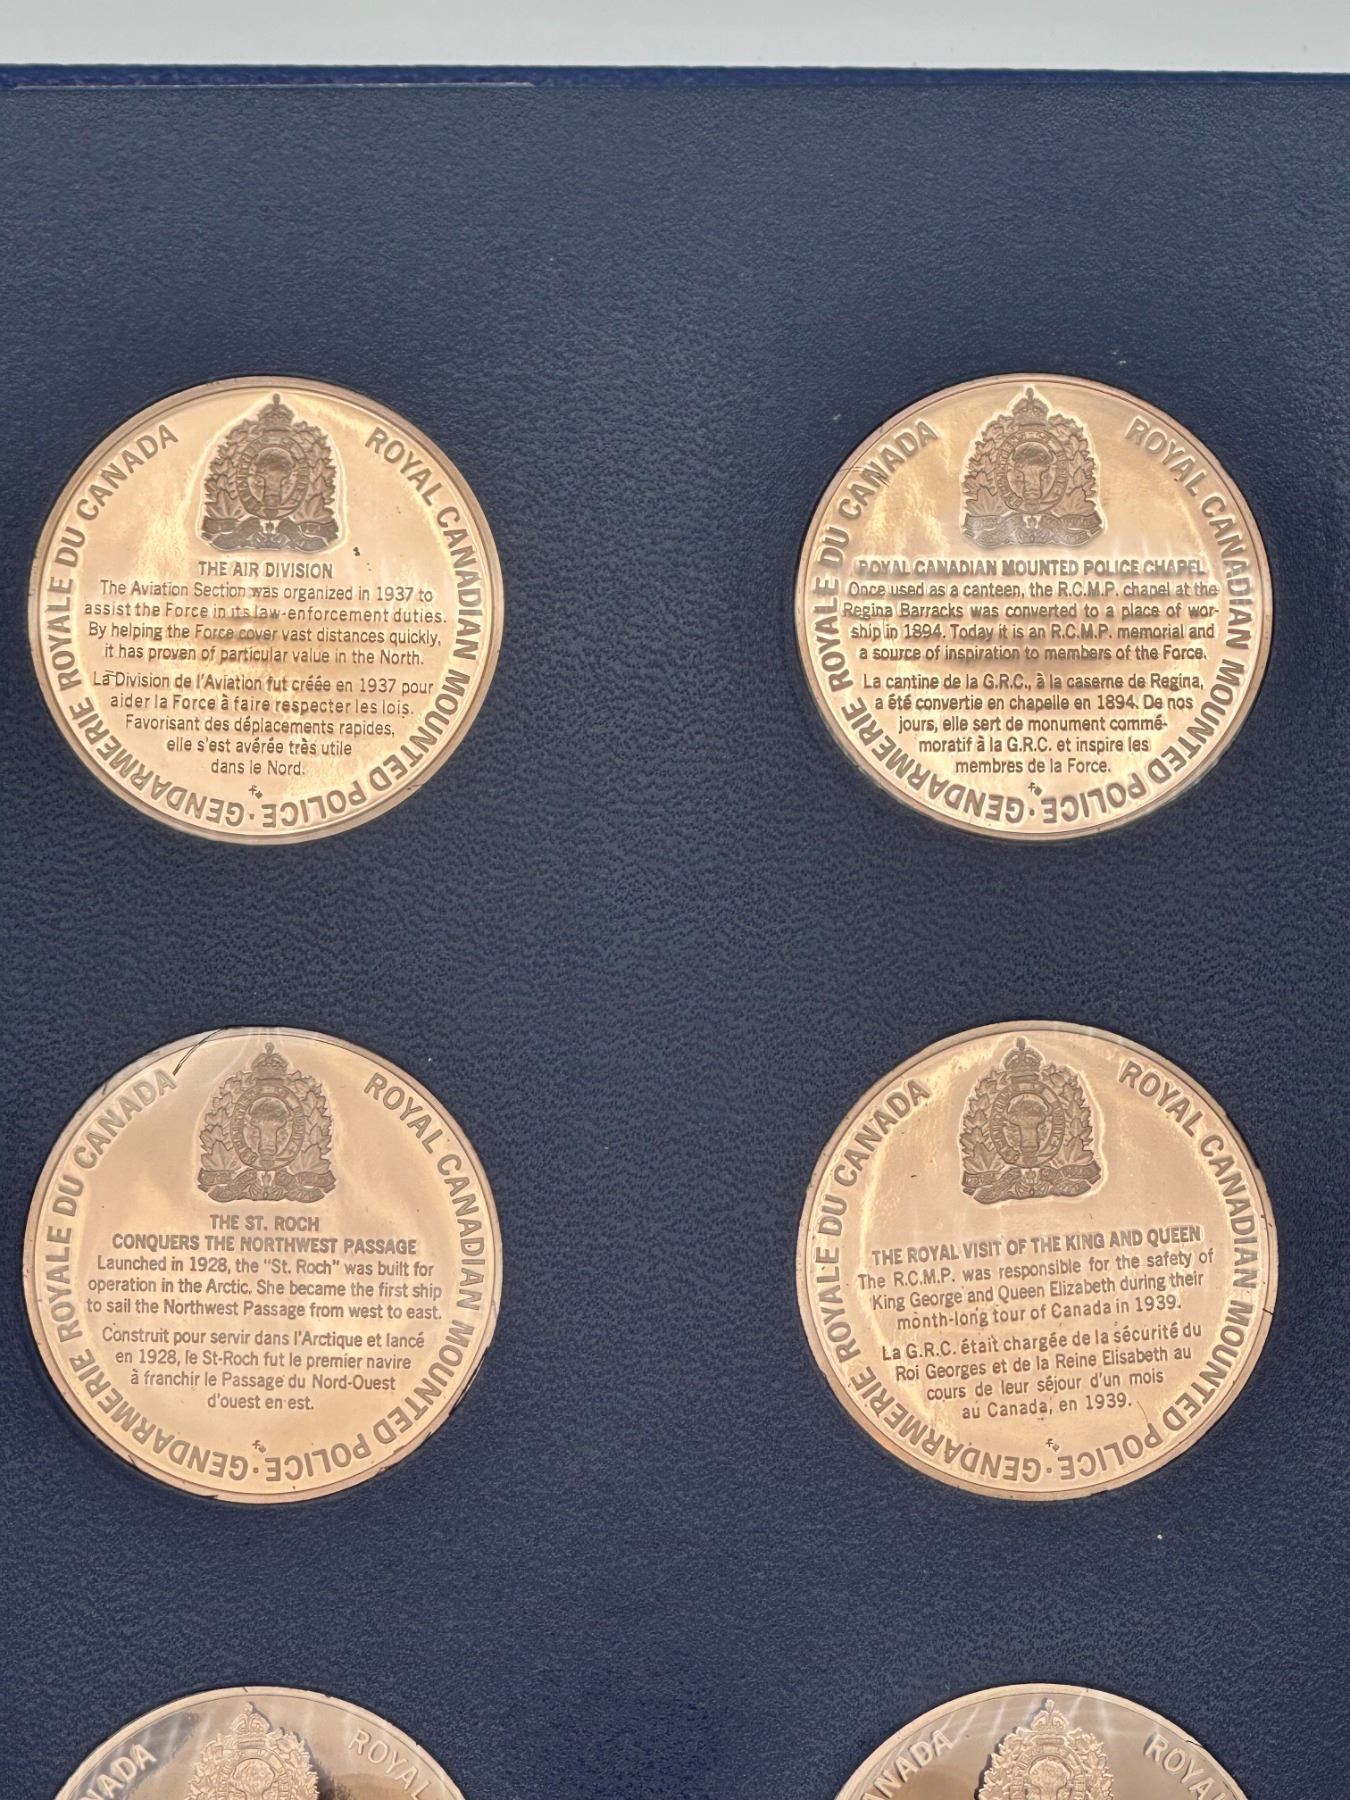 GENDARMERIE ROYALE DU CANADA
ROYAL CANADIAN MOUNTED POLICE
THE AIR DIVISION
The Aviation Section was organized in 1937 to
assist the Force in its law-enforcement duties.
By helping the Force cover vast distances quickly,
it has proven of particular value in the North.
La Division de l'Aviation fut créée en 1937 pour
aider la Force à faire respecter les lois.
Favorisant des déplacements rapides,
elle s'est avérée très utile
dans le Nord.
GENDARMERIE ROYALE DU CANADA
ROYAL CANADIAN MOUNTED POLICE
ROYAL CANADIAN MOUNTED POLICE CHAPEL
Once used as a canteen, the R.C.M.P. chapel at the
Regina Barracks was converted to a place of wor-
ship in 1894. Today it is an R.C.M.P. memorial and
a source of inspiration to members of the Force.
La cantine de la G.R.C., à la caserne de Regina,
a été convertie en chapelle en 1894. De nos
jours, elle sert de monument commé-
moratif à la G.R.C. et inspire les
membres de la Force.
GENDARMERIE ROYALE DU CANADA
ROYAL CANADIAN MOUNTED POLICE
THE ST. ROCH
CONQUERS THE NORTHWEST PASSAGE
Launched in 1928, the "St. Roch" was built for
operation in the Arctic. She became the first ship
to sail the Northwest Passage from west to east.
Construit pour servir dans l'Arctique et lancé
en 1928, le St-Roch fut le premier navire
à franchir le Passage du Nord-Ouest
d'ouest en est.
GENDARMERIE ROYALE DU CANADA
ROYAL CANADIAN MOUNTED POLICE
THE ROYAL VISIT OF THE KING AND QUEEN
The R.C.M.P. was responsible for the safety of
King George and Queen Elizabeth during their
month-long tour of Canada in 1939.
La G.R.C. était chargée de la sécurité du
Roi Georges et de la Reine Elisabeth au
cours de leur séjour d'un mois
au Canada, en 1939.
NADA
ROYAL
NADA
ROYAL